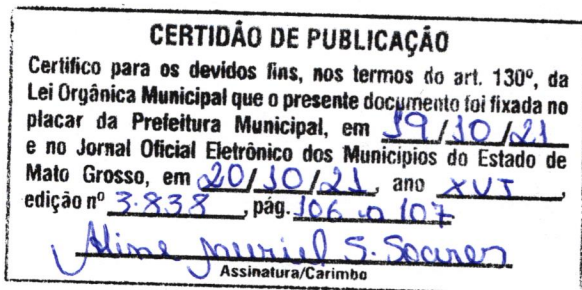 CERTIDÃO DE PUBLICAÇÃO
Certifico para os devidos fins, nos termos do art. 130º, da
Lei Orgânica Municipal que o presente documento foi fixada no
placar da Prefeitura Municipal, em 19/10/21
e no Jornal Oficial Eletrônico dos Municípios do Estado de
Mato Grosso, em 20/10/21, ano XVI,
edição nº 3.838, pág. 106 a 107
Aline S. Soares
Assinatura/Carimbo